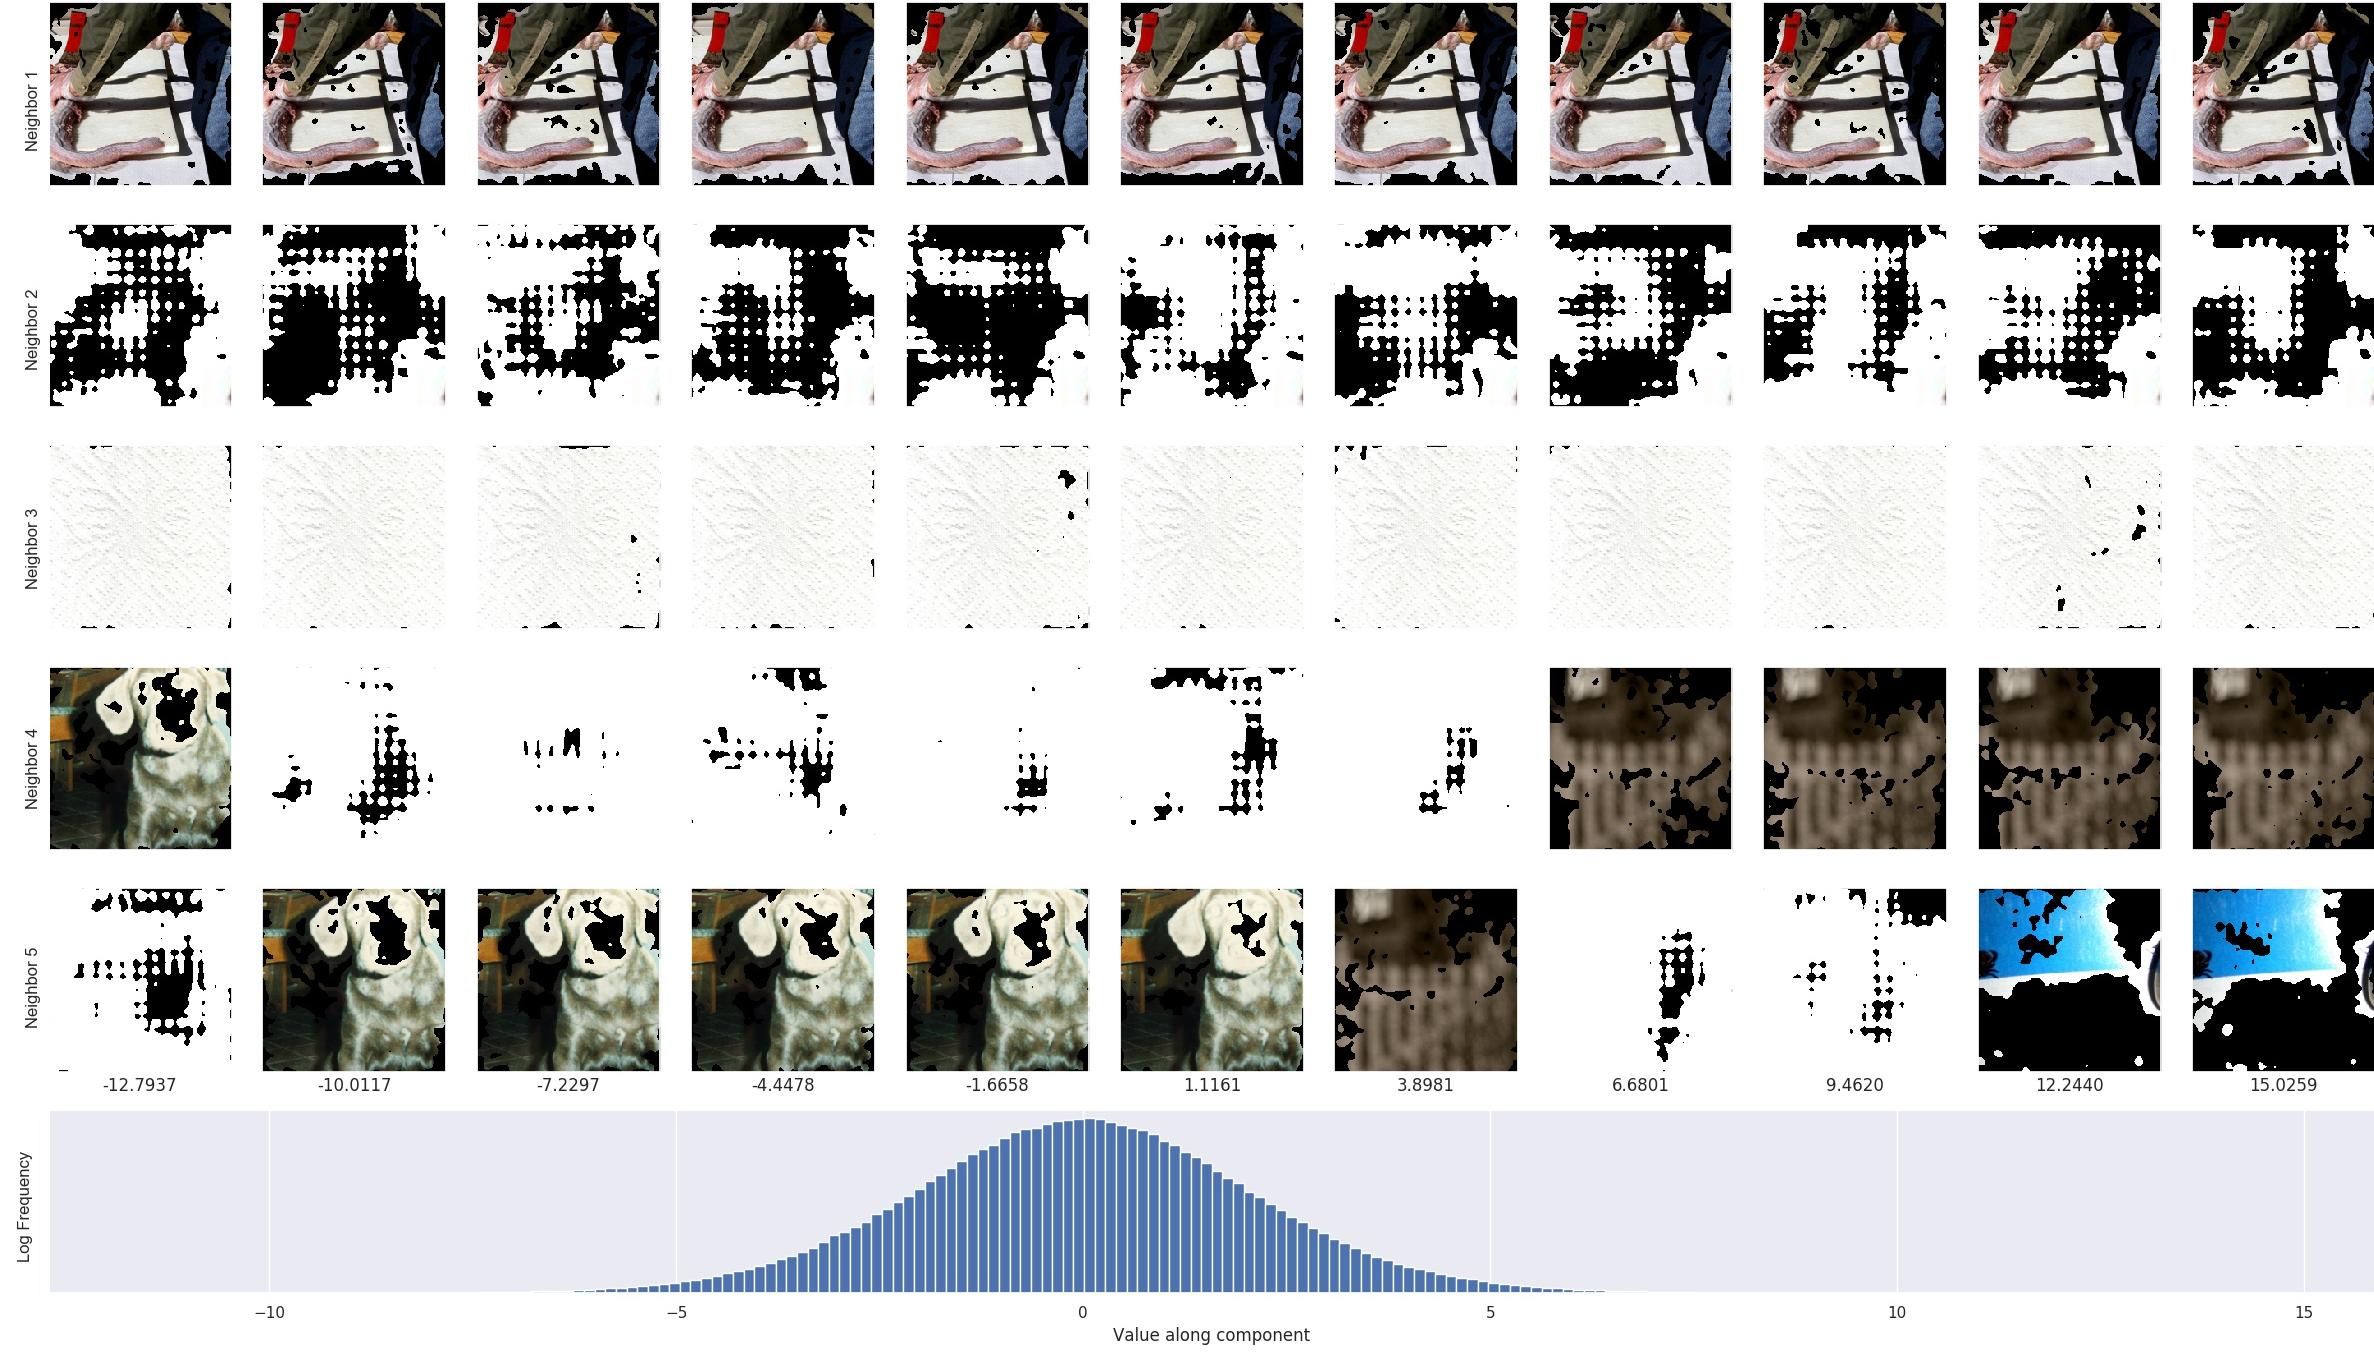 Neighbor 1
Neighbor 2
Neighbor 3
Neighbor 4
Neighbor 5
-12.7937 -10.0117 -7.2297 -4.4478 -1.6658 1.1161 3.8981 6.6801 9.4620 12.2440 15.0259
Log Frequency
−10 −5 0 5 10 15
Value along component